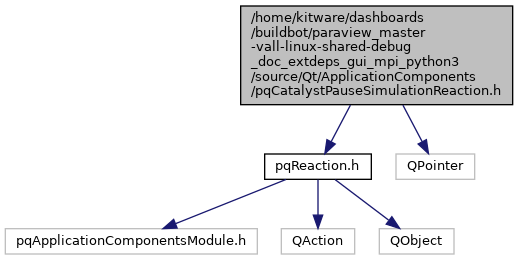 /home/kitware/dashboards
/buildbot/paraview_master
-vall-linux-shared-debug
_doc_extdeps_gui_mpi_python3
/source/Qt/ApplicationComponents
/pqCatalystPauseSimulationReaction.h
pqReaction.h
QPointer
pqApplicationComponentsModule.h
QAction
QObject